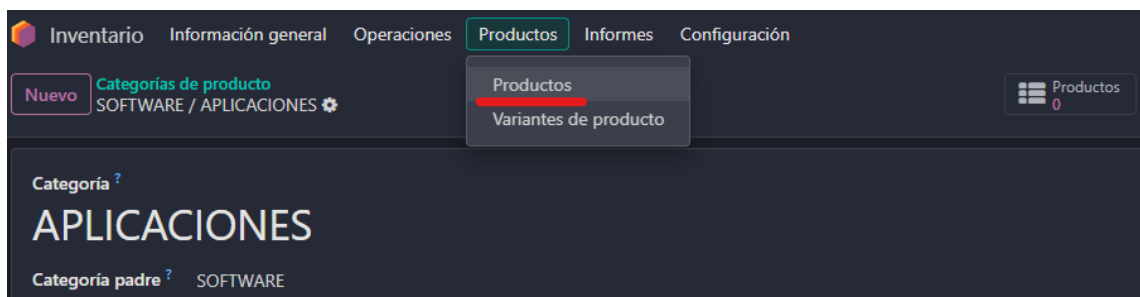 Inventario Información general Operaciones Productos Informes Configuración
Nuevo
Categorías de producto
SOFTWARE / APLICACIONES
Productos
Variantes de producto
Productos
0
Categoría ?
APLICACIONES
Categoría padre ? SOFTWARE